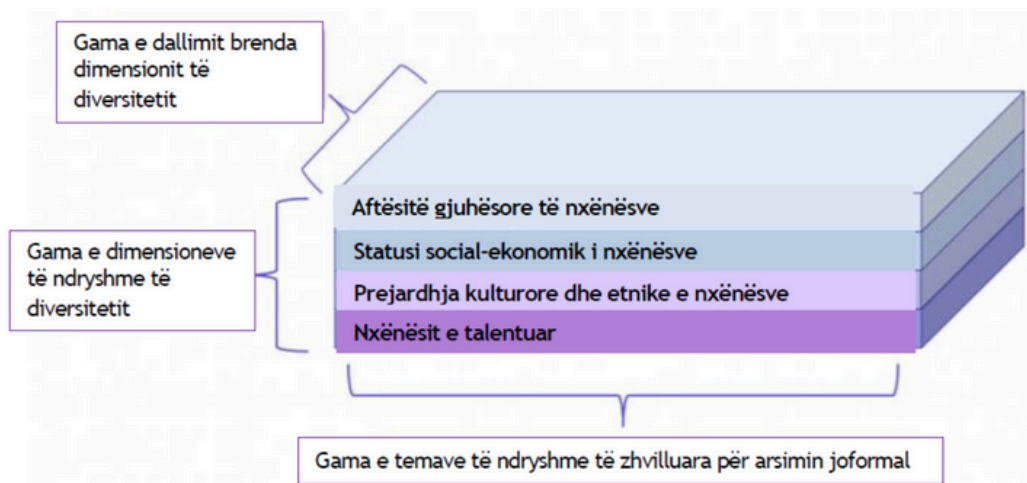 Gama e dallimit brenda
dimensionit të
diversitetit
Aftësitë gjuhësore të nxënësve
Statusi social-ekonomik i nxënësve
Prejardhja kulturore dhe etnike e nxënësve
Nxënësit e talentuar
Gama e dimensioneve
të ndryshme të
diversitetit
Gama e temave të ndryshme të zhvilluara për arsimin joformal